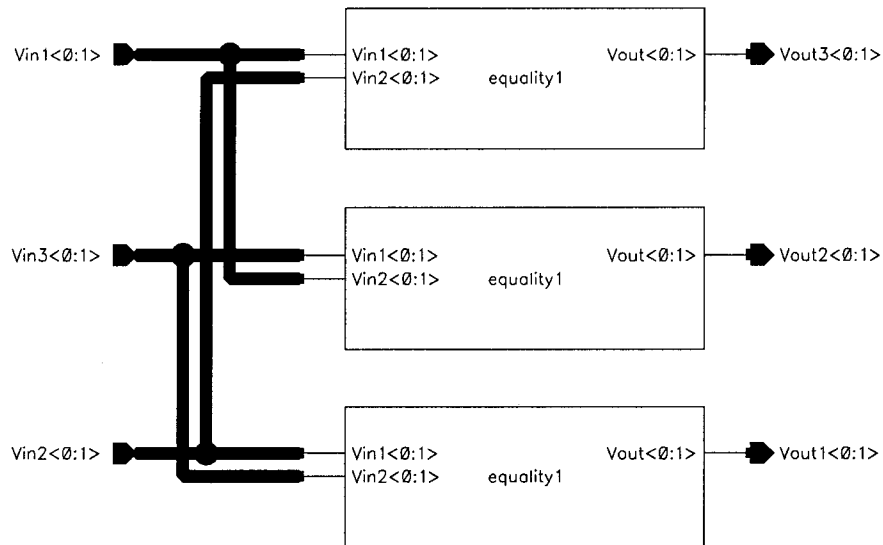 Vin1<0:1> Vin1<0:1> Vout<0:1> Vout3<0:1>
Vin2<0:1> equality1
Vin3<0:1> Vin1<0:1> Vout<0:1> Vout2<0:1>
Vin2<0:1> equality1
Vin2<0:1> Vin1<0:1> Vout<0:1> Vout1<0:1>
Vin2<0:1> equality1